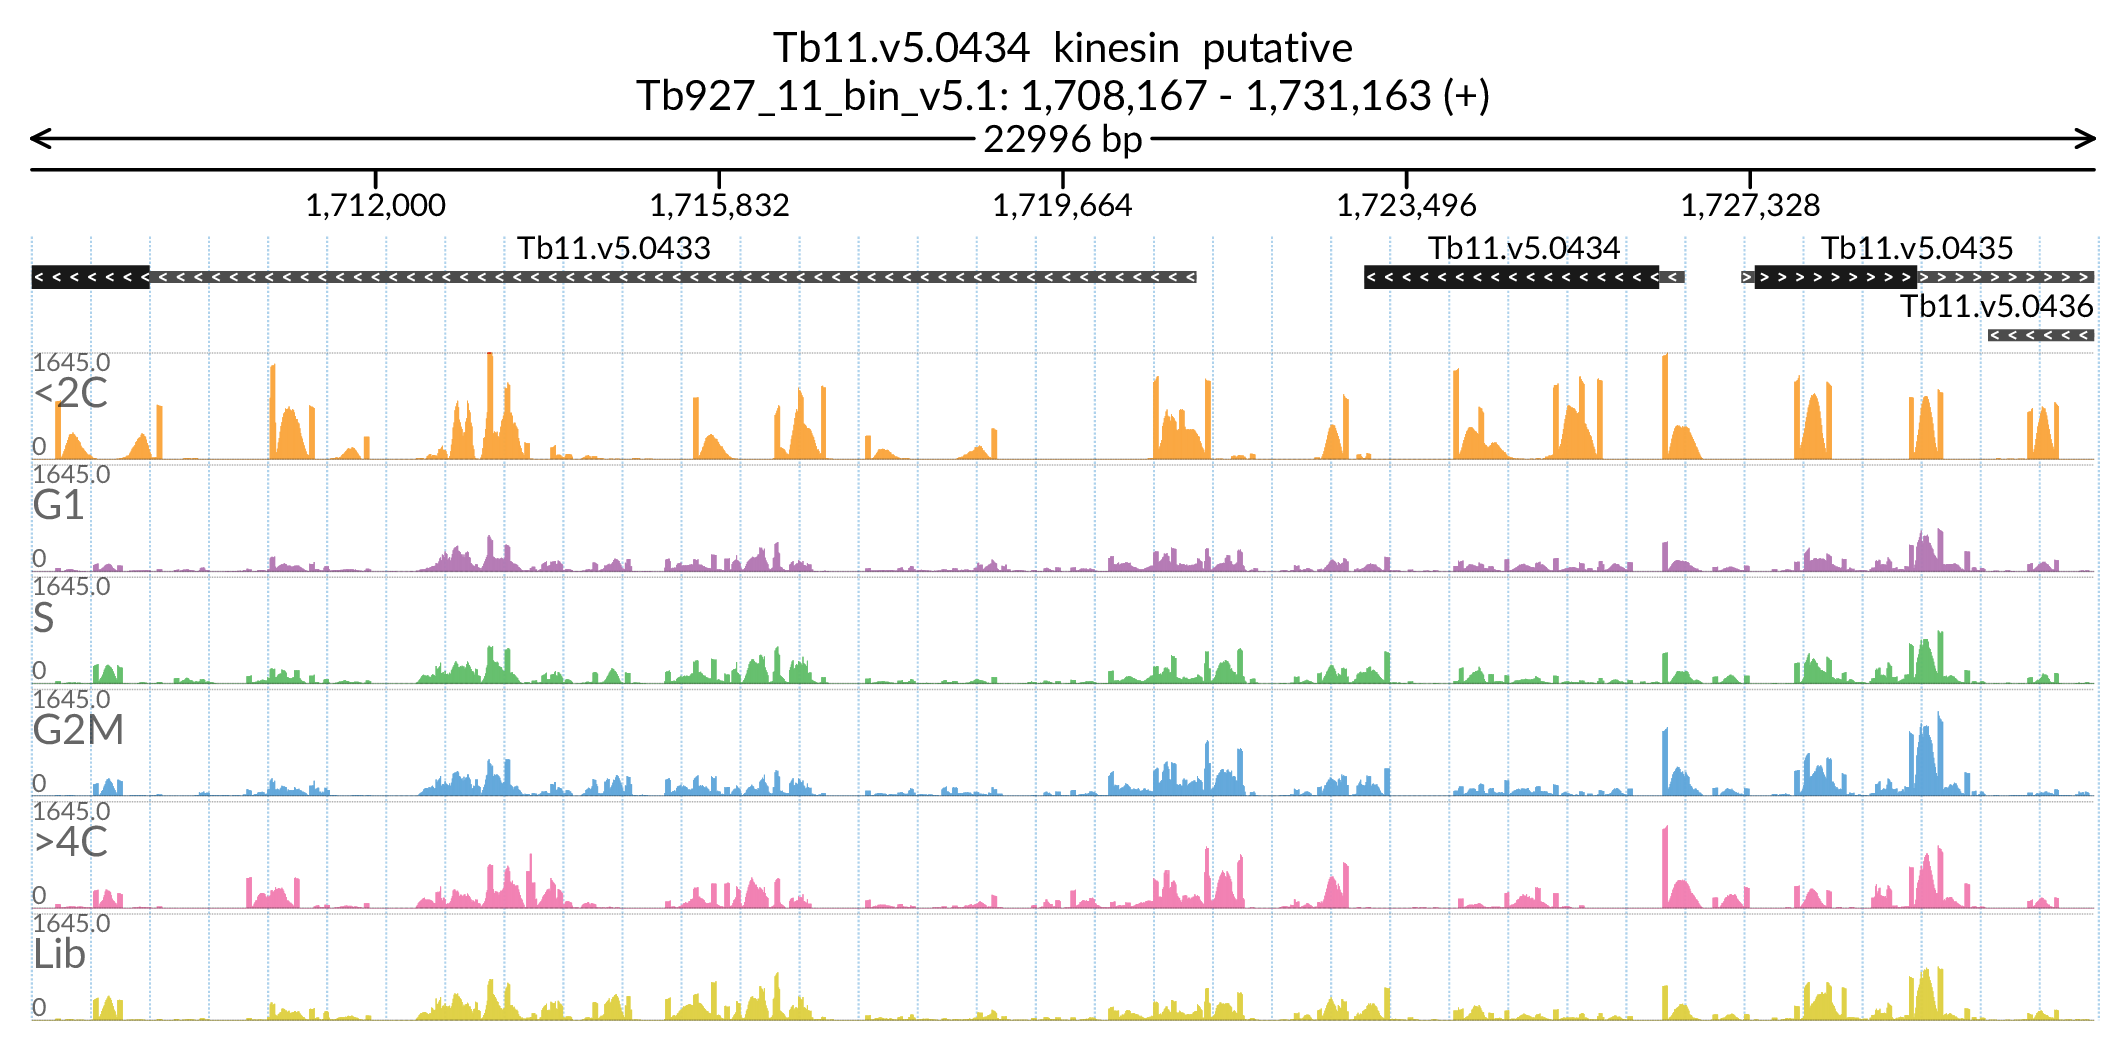 Tb11.v5.0434 kinesin putative
Tb927_11_bin_v5.1: 1,708,167 - 1,731,163 (+)
22996 bp
1,712,000 1,715,832 1,719,664 1,723,496 1,727,328
Tb11.v5.0433 Tb11.v5.0434 Tb11.v5.0435
Tb11.v5.0436
1645.0
<2C
0
1645.0
G1
0
1645.0
S
0
1645.0
G2M
0
1645.0
>4C
0
1645.0
Lib
0